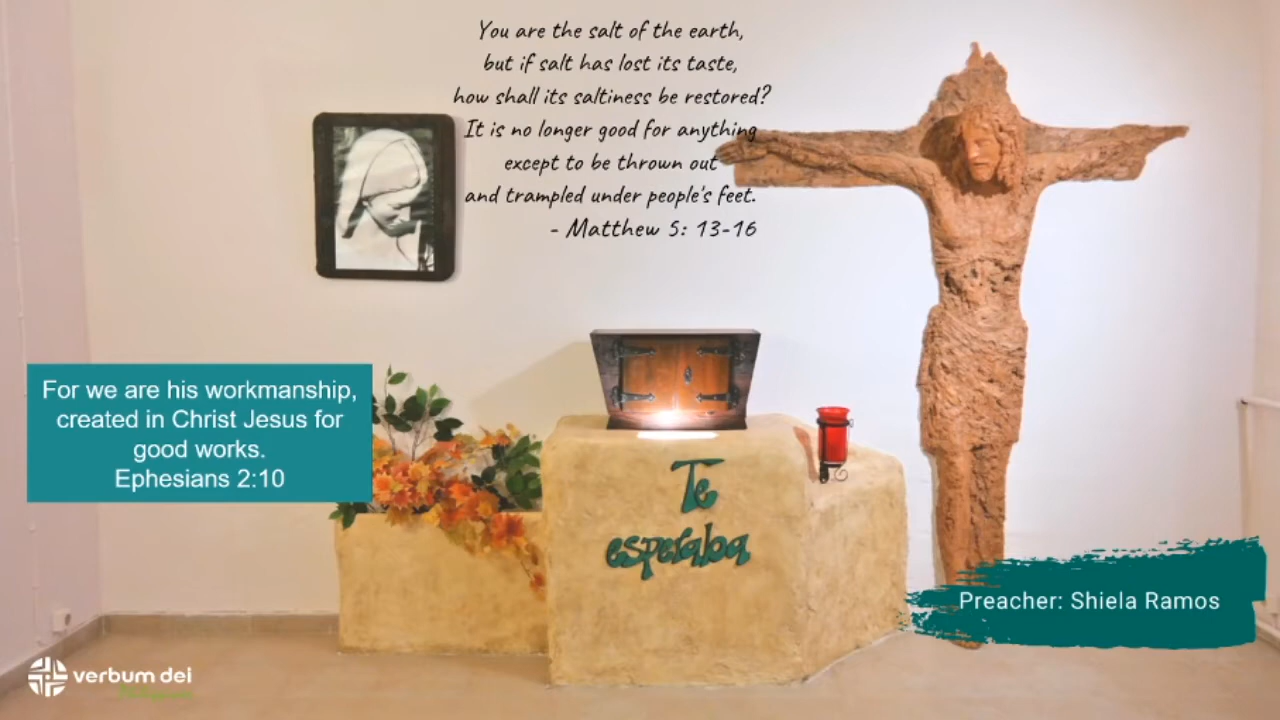 You are the salt of the earth,
but if salt has lost its taste,
how shall its saltiness be restored?
It is no longer good for anything
except to be thrown out
and trampled under people's feet.
- Matthew 5: 13-16
For we are his workmanship,
created in Christ Jesus for
good works.
Ephesians 2:10
Te
esperaba
Preacher: Shiela Ramos
verbum dei